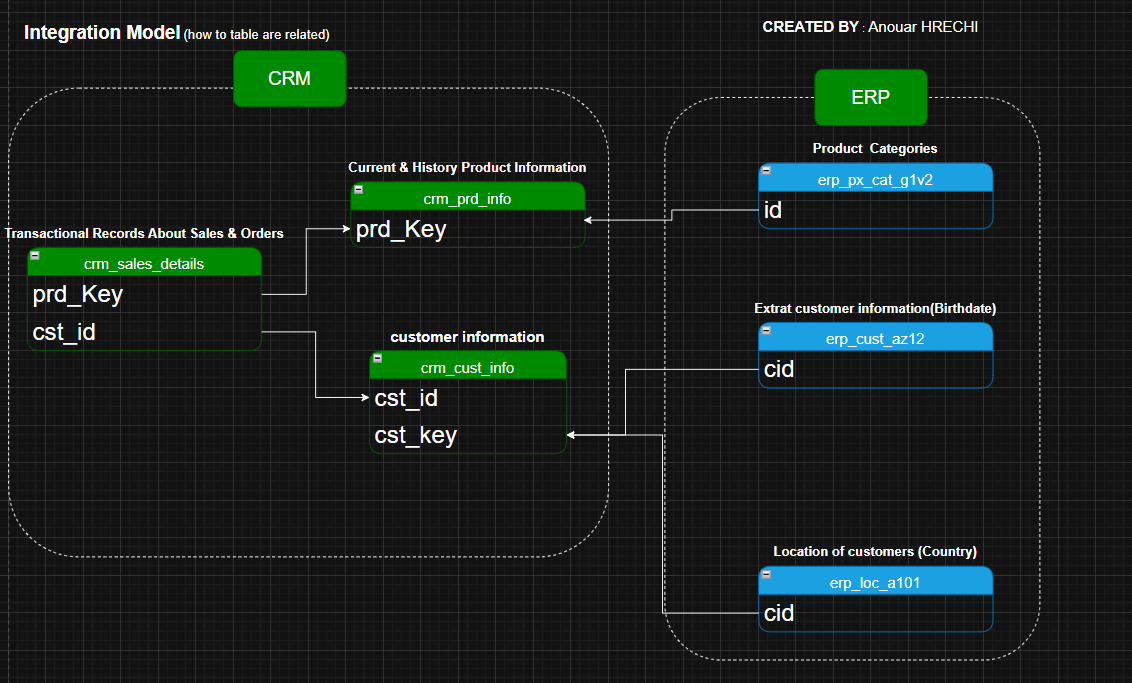 Integration Model (how to table are related)
CREATED BY : Anouar HRECHI
CRM
ERP
Product Categories
erp_px_cat_g1v2
id
Current & History Product Information
crm_prd_info
prd_Key
Transactional Records About Sales & Orders
crm_sales_details
prd_Key
cst_id
Extrat customer information(Birthdate)
erp_cust_az12
cid
customer information
crm_cust_info
cst_id
cst_key
Location of customers (Country)
erp_loc_a101
cid